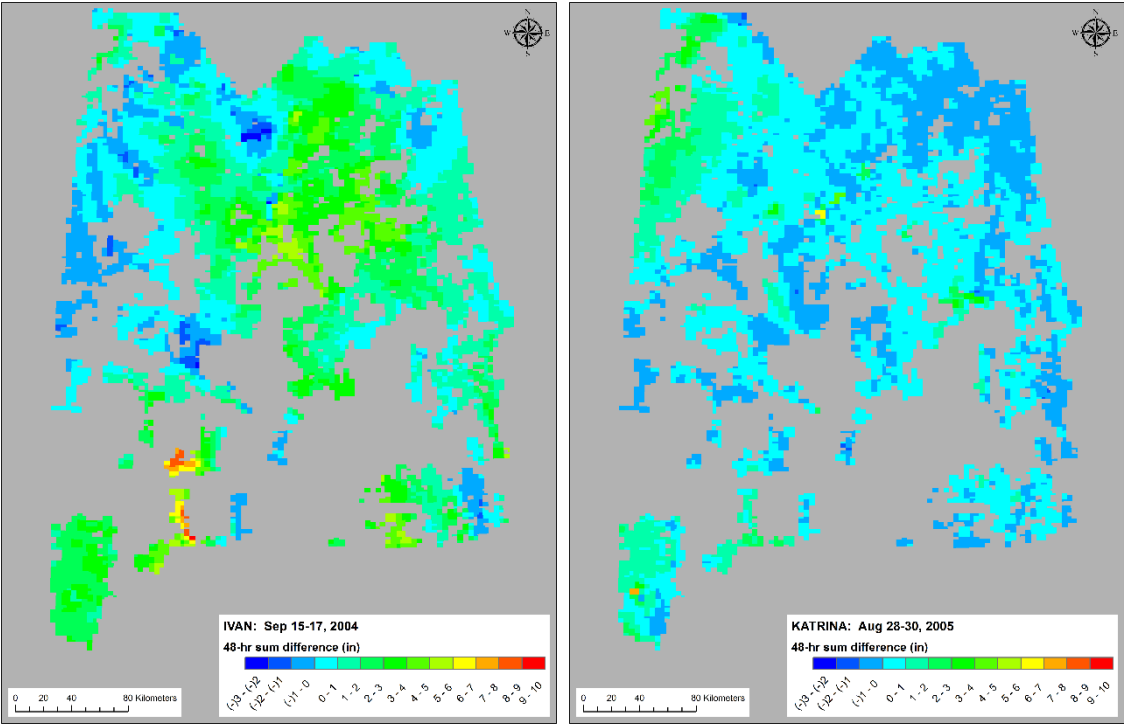 N
W E
S
IVAN: Sep 15-17, 2004
48-hr sum difference (in)
(-)3 - (-)2
(-)2 - (-)1
(-)1 - 0
0 - 1
1 - 2
2 - 3
3 - 4
4 - 5
5 - 6
6 - 7
7 - 8
8 - 9
9 - 10
0 40 80 Kilometers
N
W E
S
KATRINA: Aug 28-30, 2005
48-hr sum difference (in)
(-)3 - (-)2
(-)2 - (-)1
(-)1 - 0
0 - 1
1 - 2
2 - 3
3 - 4
4 - 5
5 - 6
6 - 7
7 - 8
8 - 9
9 - 10
0 40 80 Kilometers